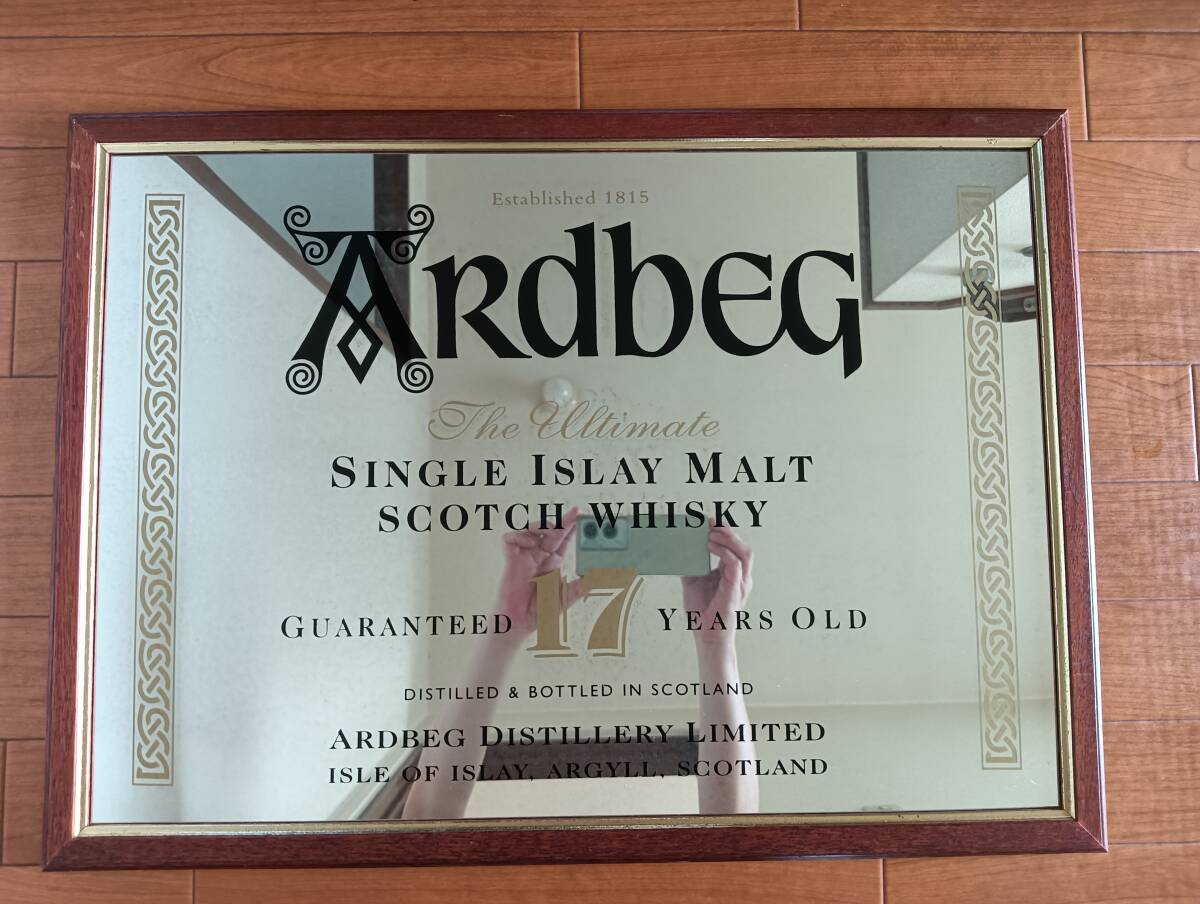 Established 1815
ARdbEG
The Ultimate
SINGLE ISLAY MALT
SCOTCH WHISKY
GUARANTEED 17 YEARS OLD
DISTILLED & BOTTLED IN SCOTLAND
ARDBEG DISTILLERY LIMITED
ISLE OF ISLAY, ARGYLL, SCOTLAND